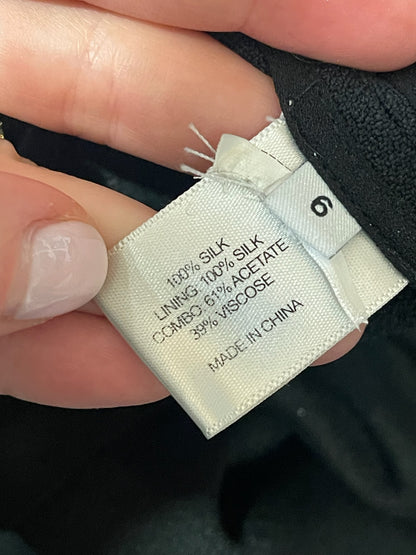 6
100% SILK
LINING: 100% SILK
COMBO: 61% ACETATE
39% VISCOSE
MADE IN CHINA